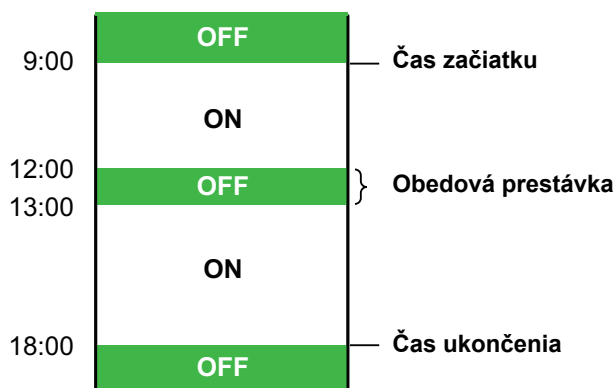 OFF
9:00 Čas začiatku
ON
12:00
OFF Obedová prestávka
13:00
ON
18:00 Čas ukončenia
OFF